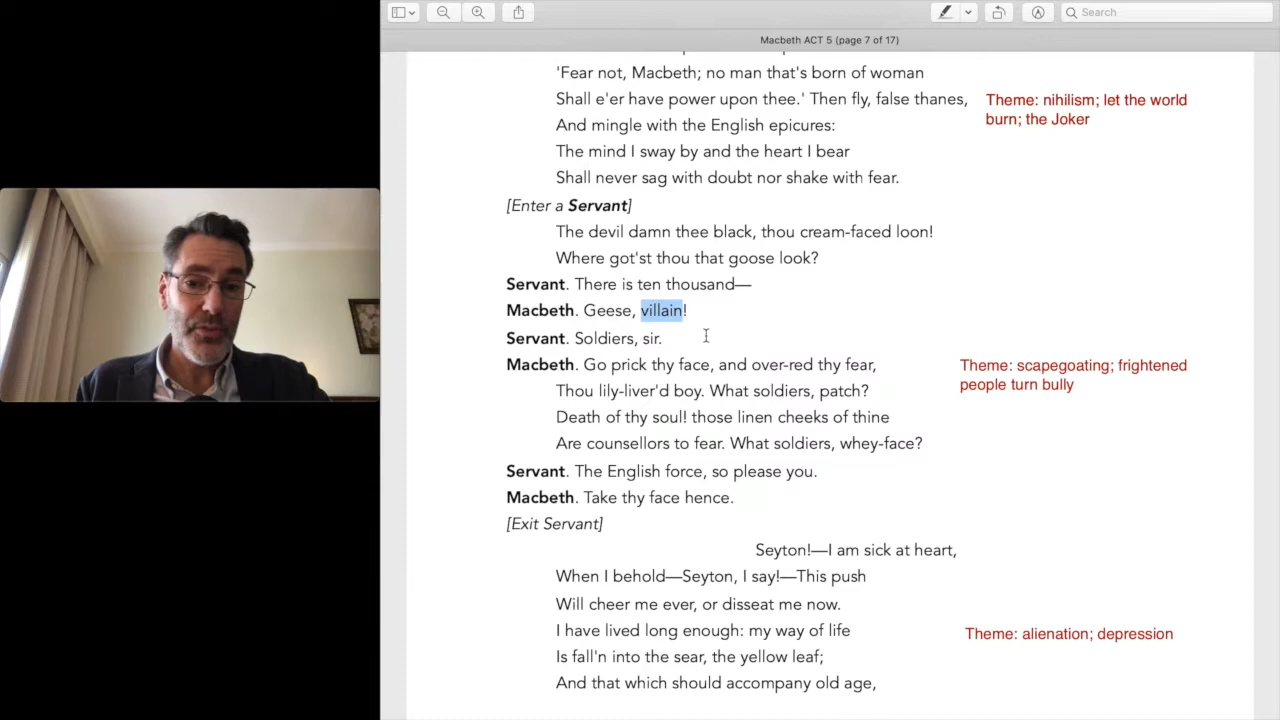 Search
Macbeth ACT 5 (page 7 of 17)
'Fear not, Macbeth; no man that's born of woman
Shall e'er have power upon thee.' Then fly, false thanes,
And mingle with the English epicures:
The mind I sway by and the heart I bear
Shall never sag with doubt nor shake with fear.
Theme: nihilism; let the world
burn; the Joker
[Enter a Servant]
The devil damn thee black, thou cream-faced loon!
Where got'st thou that goose look?
Servant. There is ten thousand—
Macbeth. Geese, villain!
Servant. Soldiers, sir.
Macbeth. Go prick thy face, and over-red thy fear,
Thou lily-liver'd boy. What soldiers, patch?
Death of thy soul! those linen cheeks of thine
Are counsellors to fear. What soldiers, whey-face?
Theme: scapegoating; frightened
people turn bully
Servant. The English force, so please you.
Macbeth. Take thy face hence.
[Exit Servant]
Seyton!—I am sick at heart,
When I behold—Seyton, I say!—This push
Will cheer me ever, or disseat me now.
I have lived long enough: my way of life
Is fall'n into the sear, the yellow leaf;
And that which should accompany old age,
Theme: alienation; depression